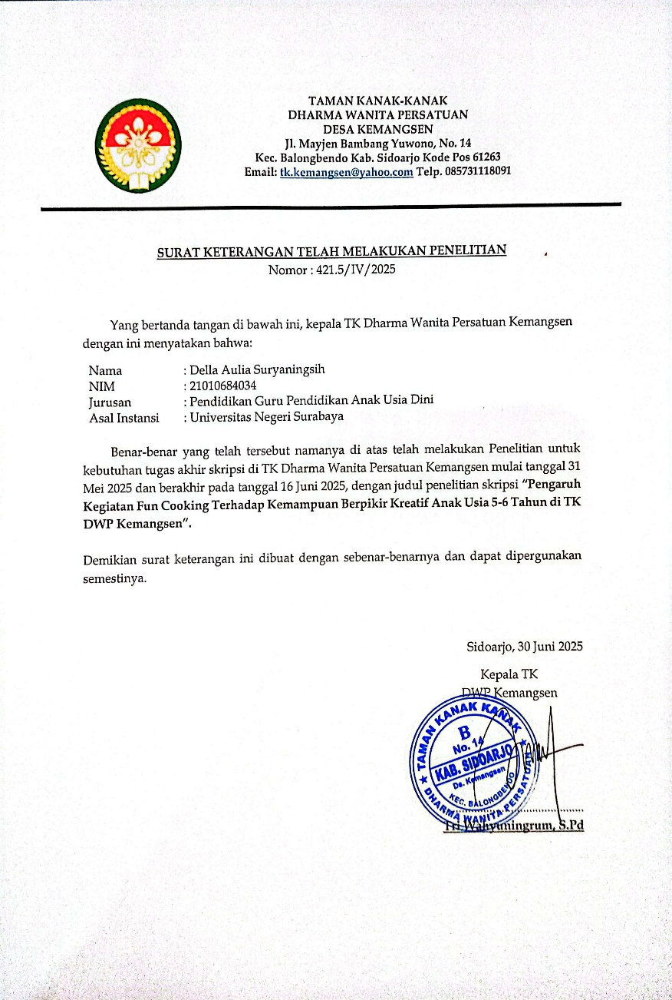 TAMAN KANAK-KANAK
DHARMA WANITA PERSATUAN
DESA KEMANGSEN
Jl. Mayjen Bambang Yuwono, No. 14
Kec. Balongbendo Kab. Sidoarjo Kode Pos 61263
Email: tk.kemangsen@yahoo.com Telp. 085731118091
SURAT KETERANGAN TELAH MELAKUKAN PENELITIAN
Nomor : 421.5/IV/2025
Yang bertanda tangan di bawah ini, kepala TK Dharma Wanita Persatuan Kemangsen
dengan ini menyatakan bahwa:
Nama : Della Aulia Suryaningsih
NIM : 21010684034
Jurusan : Pendidikan Guru Pendidikan Anak Usia Dini
Asal Instansi : Universitas Negeri Surabaya
Benar-benar yang telah tersebut namanya di atas telah melakukan Penelitian untuk
kebutuhan tugas akhir skripsi di TK Dharma Wanita Persatuan Kemangsen mulai tanggal 31
Mei 2025 dan berakhir pada tanggal 16 Juni 2025, dengan judul penelitian skripsi "Pengaruh
Kegiatan Fun Cooking Terhadap Kemampuan Berpikir Kreatif Anak Usia 5-6 Tahun di TK
DWP Kemangsen".
Demikian surat keterangan ini dibuat dengan sebenar-benarnya dan dapat dipergunakan
semestinya.
Sidoarjo, 30 Juni 2025
Kepala TK
DWP Kemangsen
TAMAN KANAK KANAK
B
No. 14
KAB. SIDOARJO
Ds. Kemangsen
KEC. BALONGBENDO
DHARMA WANITA PERSATUAN
Tri Wahyuningrum, S.Pd